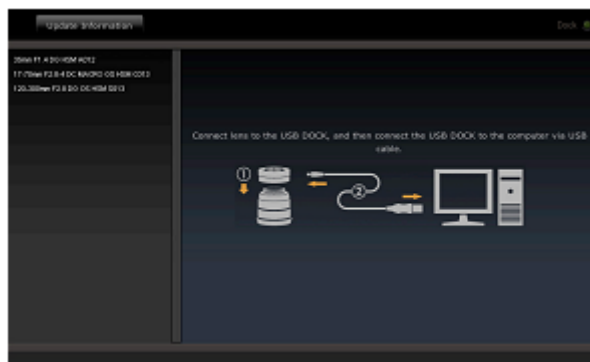 Update Information
Dock
35mm F1.4 DG HSM A012
17-70mm F2.8-4 DC MACRO OS HSM C013
120-300mm F2.8 DG OS HSM S013
Connect lens to the USB DOCK, and then connect the USB DOCK to the computer via USB
cable.
①
②